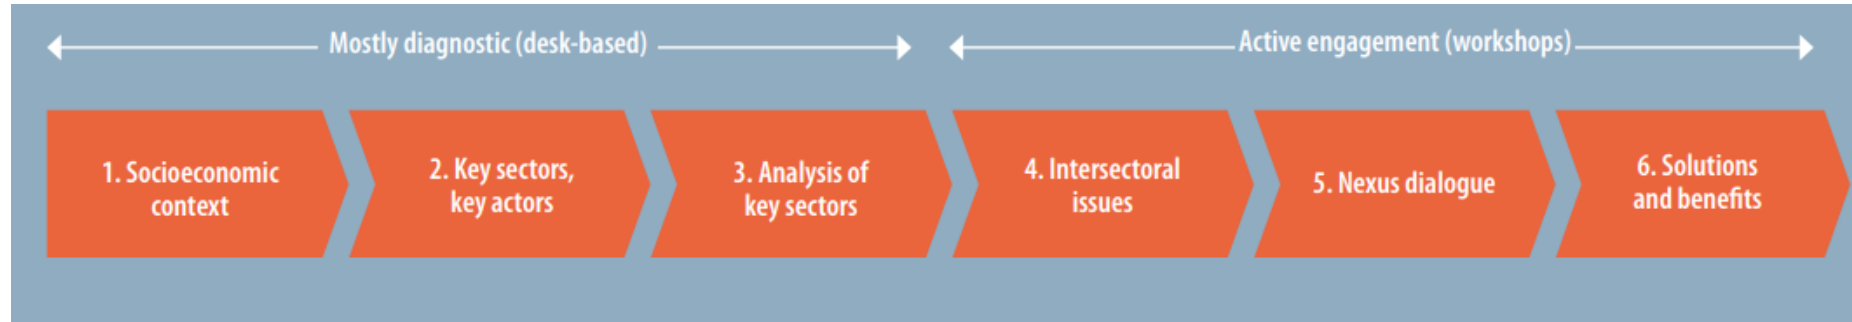 Mostly diagnostic (desk-based)
Active engagement (workshops)
1. Socioeconomic
context
2. Key sectors,
key actors
3. Analysis of
key sectors
4. Intersectoral
issues
5. Nexus dialogue
6. Solutions
and benefits